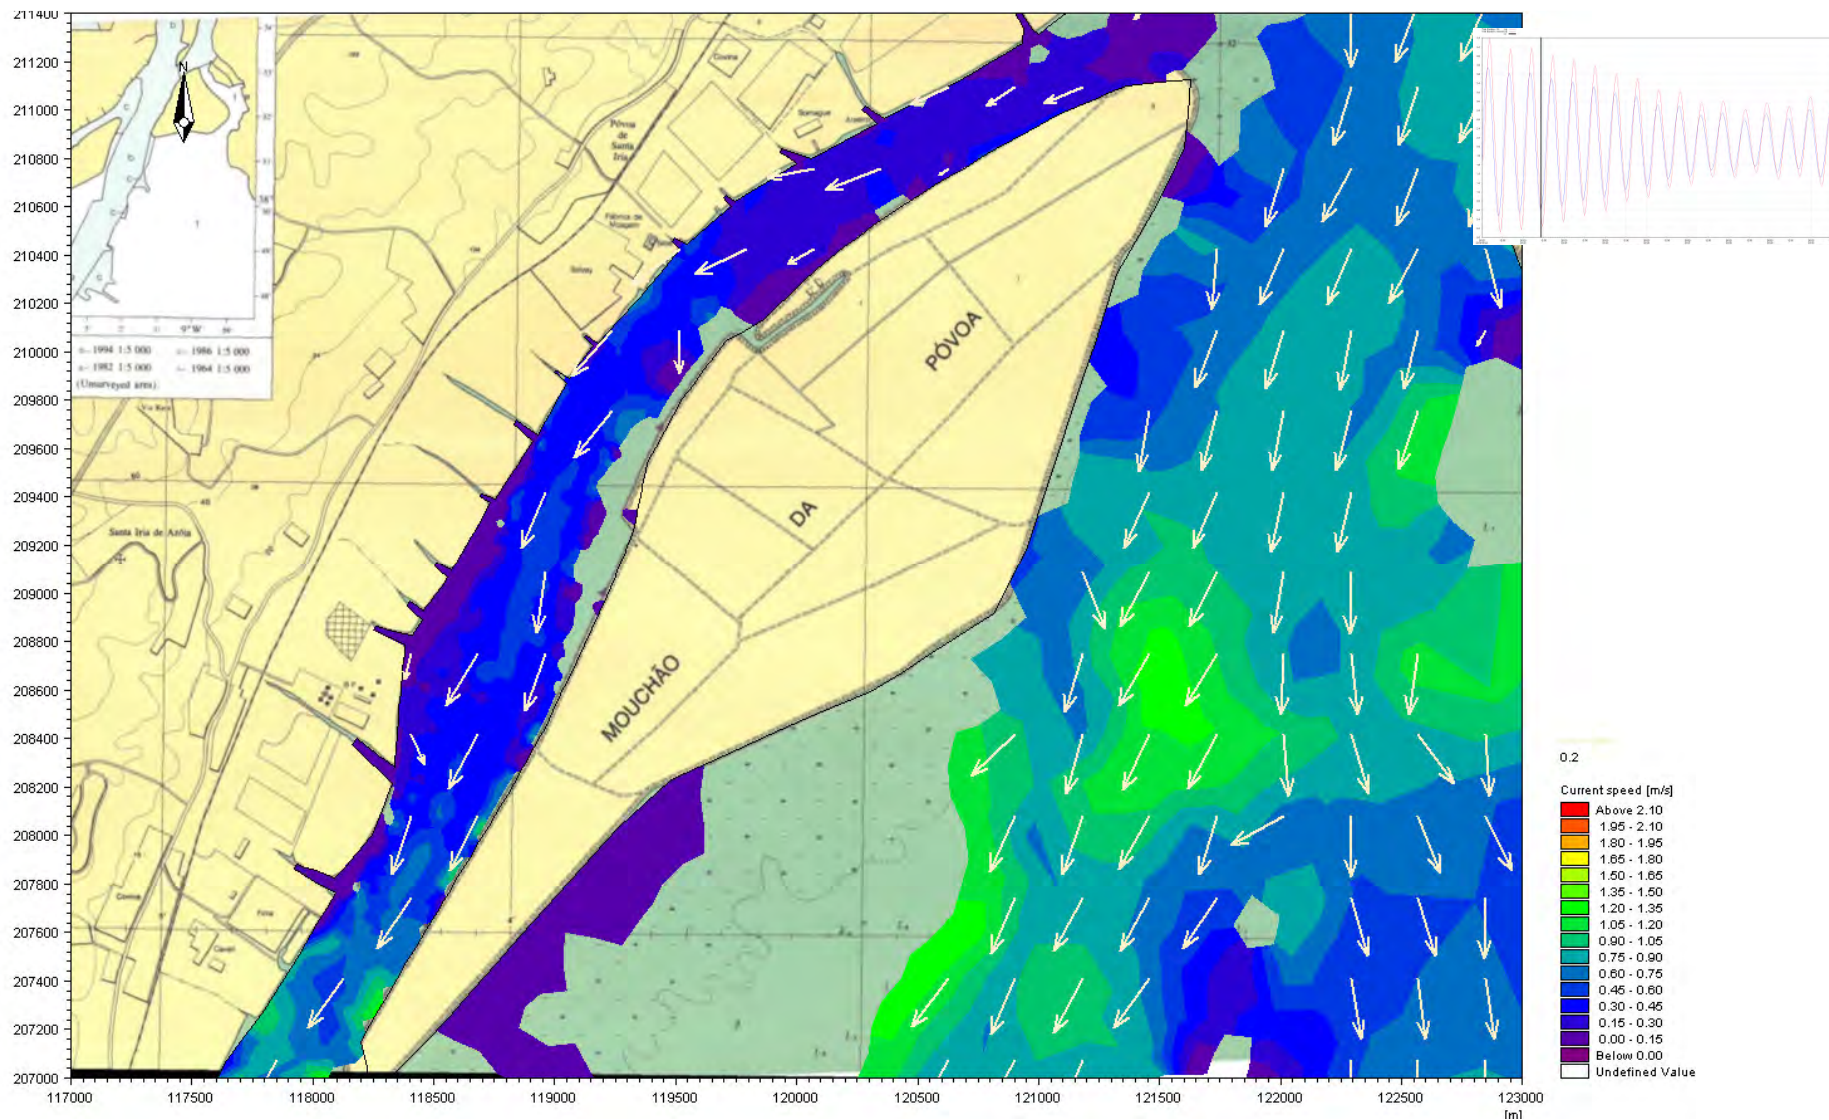 211400
211200
211000
210800
210600
210400
210200
210000
209800
209600
209400
209200
209000
208800
208600
208400
208200
208000
207800
207600
207400
207200
207000
117000
117500
118000
118500
119000
119500
120000
120500
121000
121500
122000
122500
123000
[m]
N
1994 1:5 000
1986 1:5 000
1982 1:5 000
1964 1:5 000
(Unsurveyed area)
Póvoa
de
Santa
Iria
Santa Iria de Azóia
PÓVOA
DA
MOUCHÃO
0.2
Current speed [m/s]
Above 2.10
1.95 - 2.10
1.80 - 1.95
1.65 - 1.80
1.50 - 1.65
1.35 - 1.50
1.20 - 1.35
1.05 - 1.20
0.90 - 1.05
0.75 - 0.90
0.60 - 0.75
0.45 - 0.60
0.30 - 0.45
0.15 - 0.30
0.00 - 0.15
Below 0.00
Undefined Value